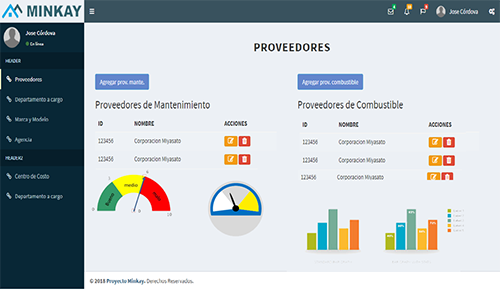 MINKAY
Jose Córdova
Jose Córdova
En línea
HEADER
Proveedores
Departamento a cargo
Marca y Modelo
Agencia
HEADER2
Centro de Costo
Departamento a cargo
PROVEEDORES
Agregar prov. mante.
Agregar prov. combustible
Proveedores de Mantenimiento
Proveedores de Combustible
ID NOMBRE ACCIONES
ID NOMBRE ACCIONES
123456 Corporacion Miyasato
123456 Corporacion Miyasato
123456 Corporacion Miyasato
123456 Corporacion Miyasato
123456 Corporacion Miyasato
medio
© 2018 Proyecto Minkay. Derechos Reservados.